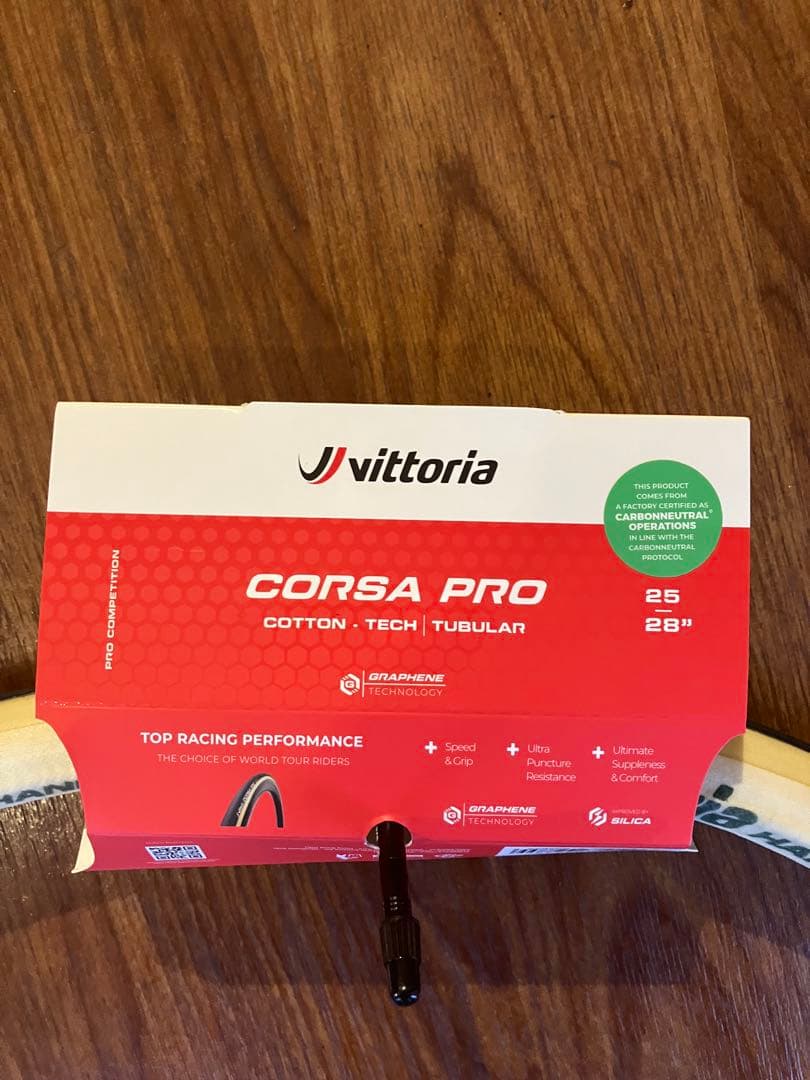 vittoria
THIS PRODUCT
COMES FROM
A FACTORY CERTIFIED AS
CARBONNEUTRAL®
OPERATIONS
IN LINE WITH THE
CARBONNEUTRAL
PROTOCOL
PRO COMPETITION
CORSA PRO
COTTON - TECH | TUBULAR
25
28”
G GRAPHENE
TECHNOLOGY
TOP RACING PERFORMANCE
THE CHOICE OF WORLD TOUR RIDERS
+ Speed
& Grip
+ Ultra
Puncture
Resistance
+ Ultimate
Suppleness
& Comfort
G GRAPHENE
TECHNOLOGY
IMPROVED BY
SILICA
HAN
HA